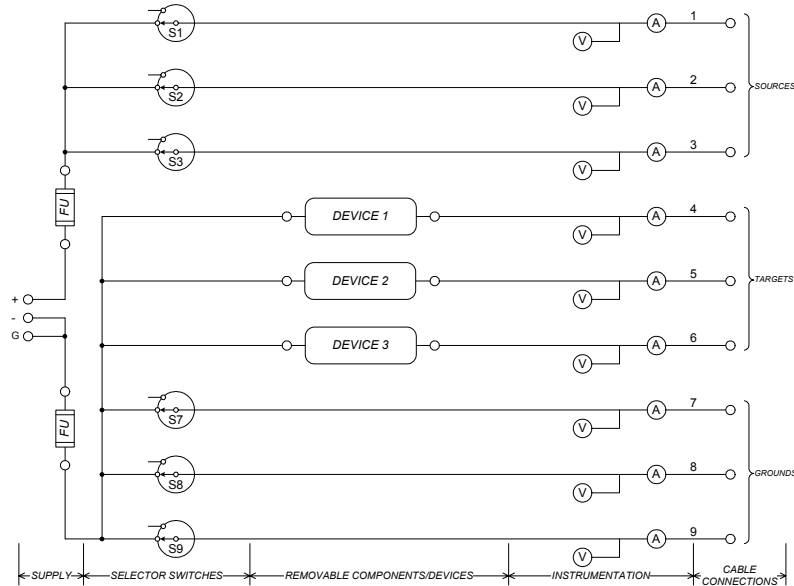 S1
V
A
1
S2
V
A
2
SOURCES
S3
V
A
3
FU
DEVICE 1
V
A
4
DEVICE 2
V
A
5
TARGETS
+
-
G
DEVICE 3
V
A
6
FU
S7
V
A
7
S8
V
A
8
GROUNDS
S9
V
A
9
SUPPLY
SELECTOR SWITCHES
REMOVABLE COMPONENTS/DEVICES
INSTRUMENTATION
CABLE
CONNECTIONS